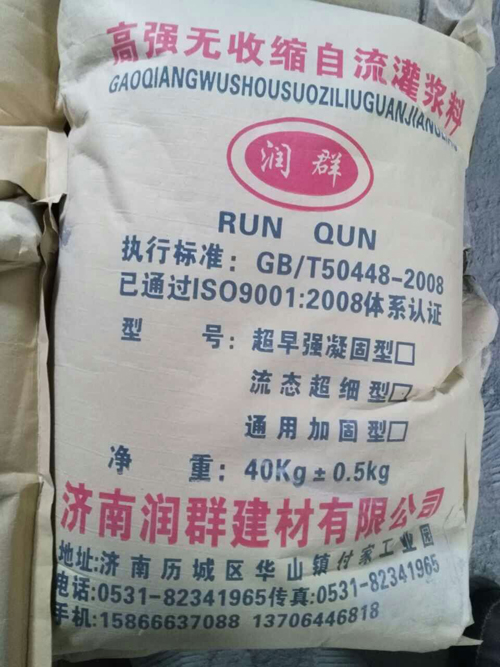 高强无收缩自流灌浆料
GAOQIANGWUSHOUSUOZILIUGUANJIANGLIAO
润群
RUN QUN
执行标准：GB/T50448-2008
已通过ISO9001:2008体系认证
型 号：超早强凝固型□
流态超细型□
通用加固型□
净 重：40Kg±0.5kg
济南润群建材有限公司
地址:济南历城区华山镇付家工业园
电话:0531-82341965传真:0531-82341965
手机:15866637088 13706446818